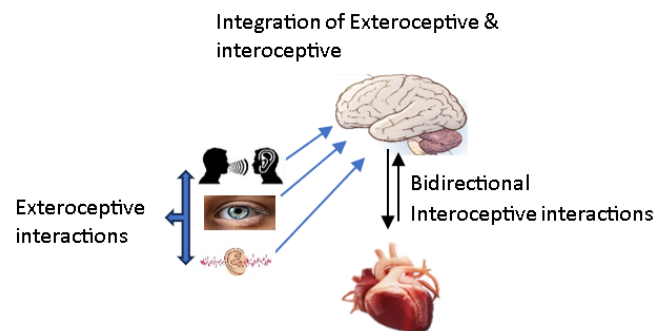 Integration of Exteroceptive &
interoceptive
Exteroceptive
interactions
Bidirectional
Interoceptive interactions